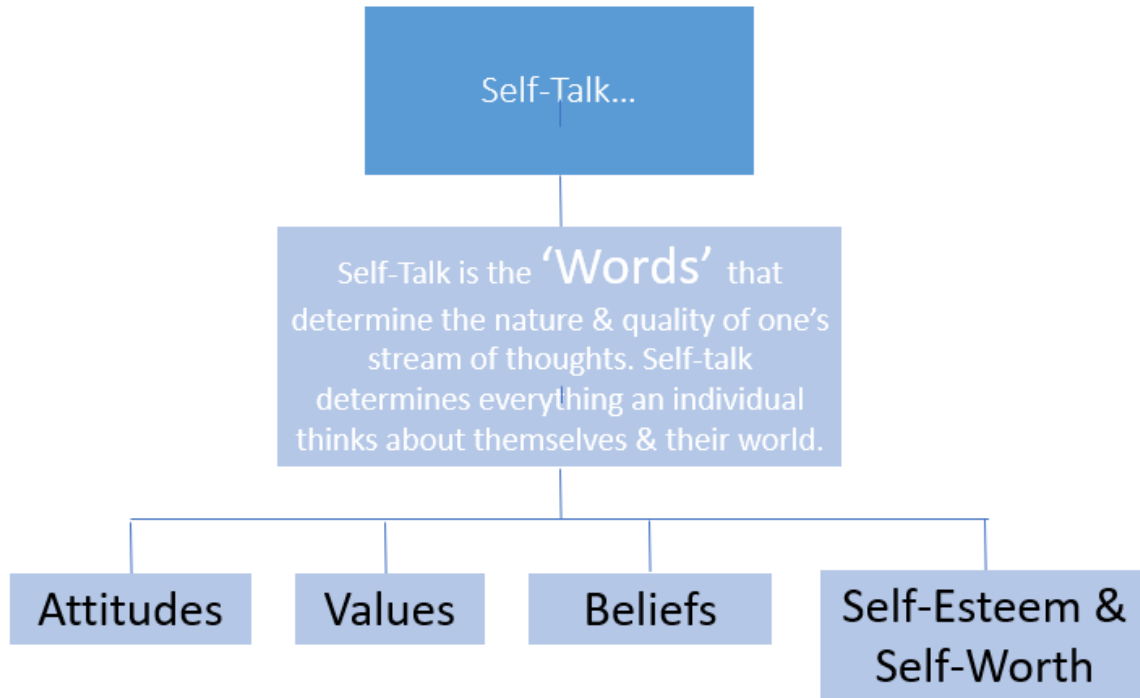 Self-Talk…
Self-Talk is the ‘Words’ that
determine the nature & quality of one’s
stream of thoughts. Self-talk
determines everything an individual
thinks about themselves & their world.
Attitudes
Values
Beliefs
Self-Esteem &
Self-Worth